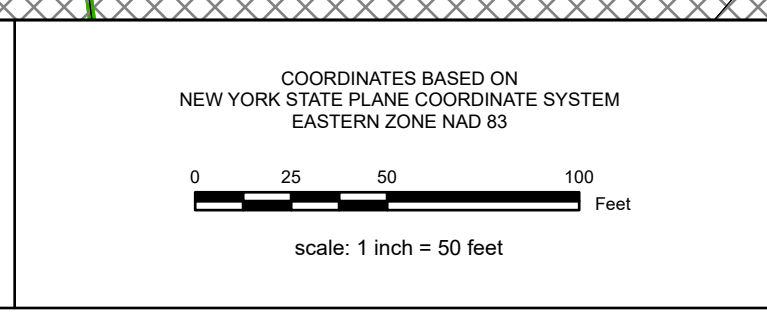 COORDINATES BASED ON
NEW YORK STATE PLANE COORDINATE SYSTEM
EASTERN ZONE NAD 83
0 25 50 100
Feet
scale: 1 inch = 50 feet